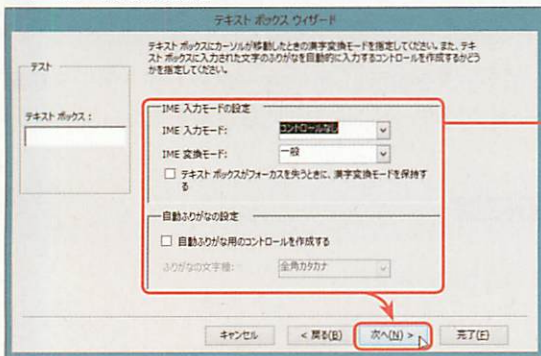 テキスト ボックス ウィザード
テキスト ボックスにカーソルが移動したときの漢字変換モードを指定してください。また、テキ
スト ボックスに入力された文字のふりがなを自動的に入力するコントロールを作成するかどう
かを指定してください。
テスト
テキスト ボックス:
IME 入力モードの設定
IME 入力モード:
コントロールなし
IME 変換モード:
一般
テキスト ボックスがフォーカスを失うときに、漢字変換モードを保持す
る
自動ふりがなの設定
自動ふりがな用のコントロールを作成する
ふりがなの文字種:
全角カタカナ
キャンセル
< 戻る(B)
次へ(N) >
完了(F)